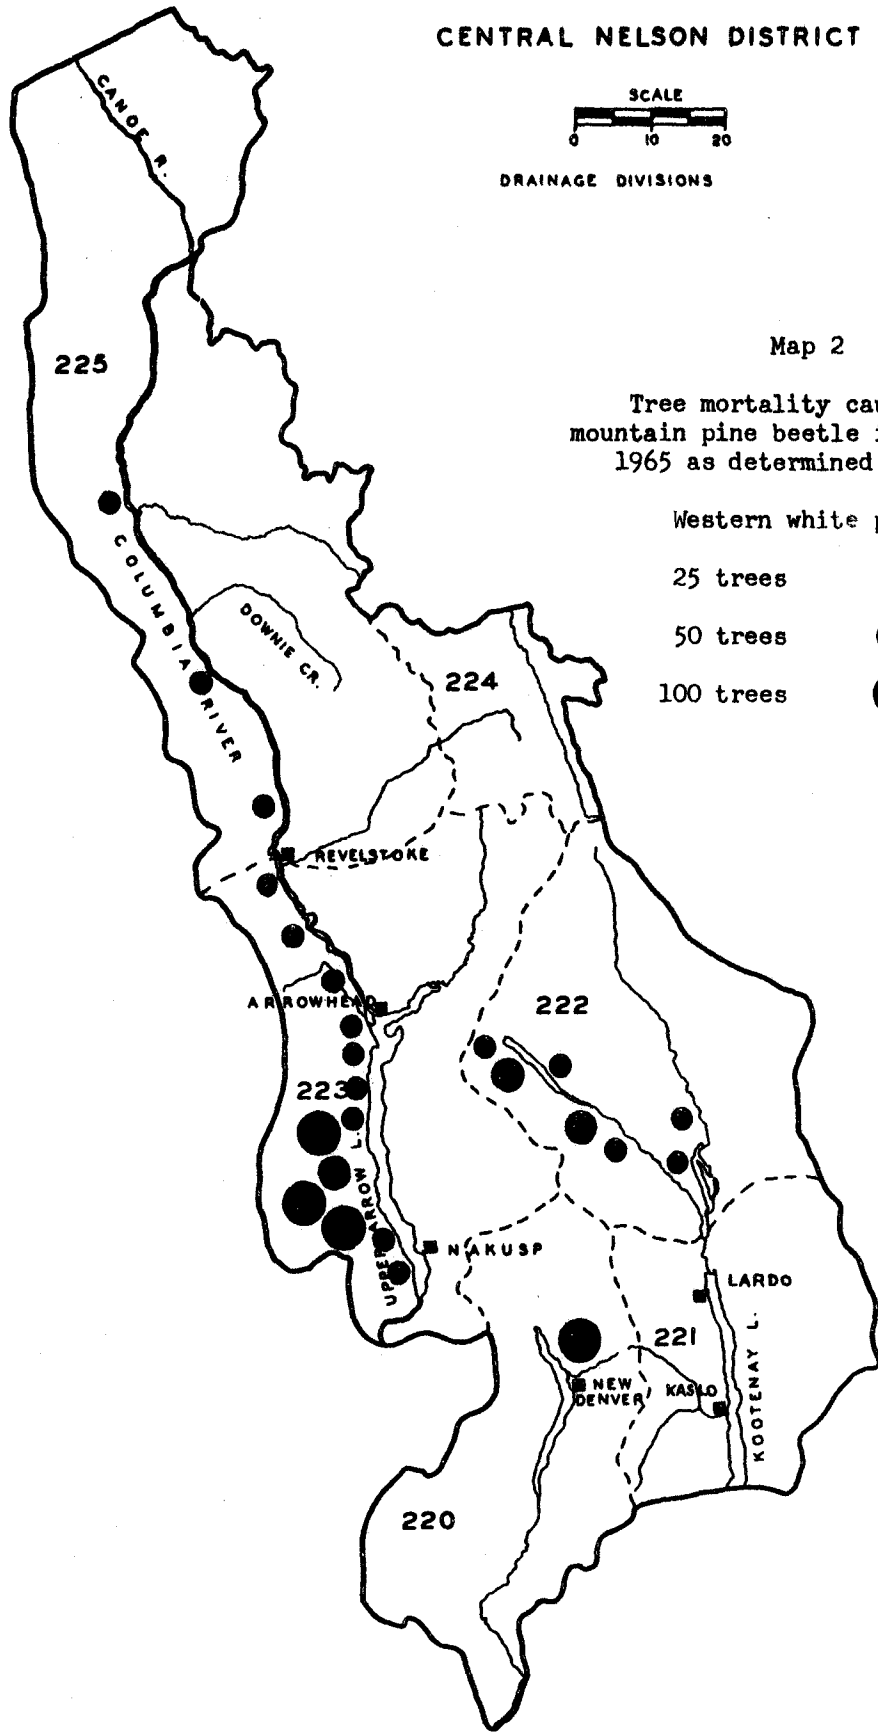 CENTRAL NELSON DISTRICT
SCALE
0 10 20
DRAINAGE DIVISIONS
CANOE R.
225
Map 2
Tree mortality
mountain pine beetle
1965 as determined
Western white
25 trees
50 trees
100 trees
COLUMBIA RIVER
DOWNIE CR.
224
REVELSTOKE
ARROWHEAD
222
223
UPPER ARROW L.
NAKUSP
LARDO
221
NEW
DENVER
KASLO
KOOTENAY L.
220